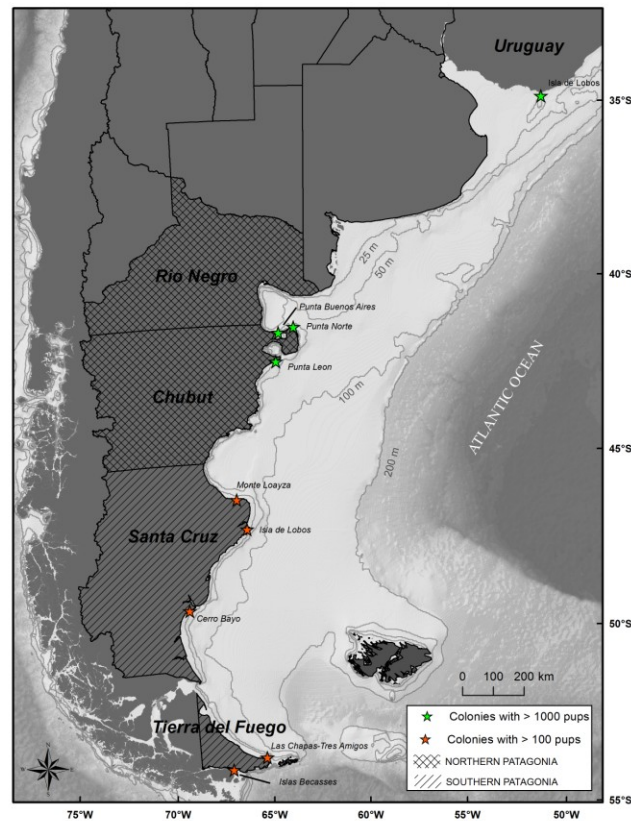 Uruguay
Isla de Lobos
35°S
40°S
45°S
50°S
55°S
25 m
50 m
Rio Negro
Punta Buenos Aires
Punta Norte
Punta Leon
Chubut
100 m
200 m
ATLANTIC OCEAN
Monte Loayza
Santa Cruz
Isla de Lobos
Cerro Bayo
0 100 200 km
Tierra del Fuego
Las Chapas-Tres Amigos
Islas Becasses
Colonies with > 1000 pups
Colonies with > 100 pups
NORTHERN PATAGONIA
SOUTHERN PATAGONIA
75°W 70°W 65°W 60°W 55°W 50°W